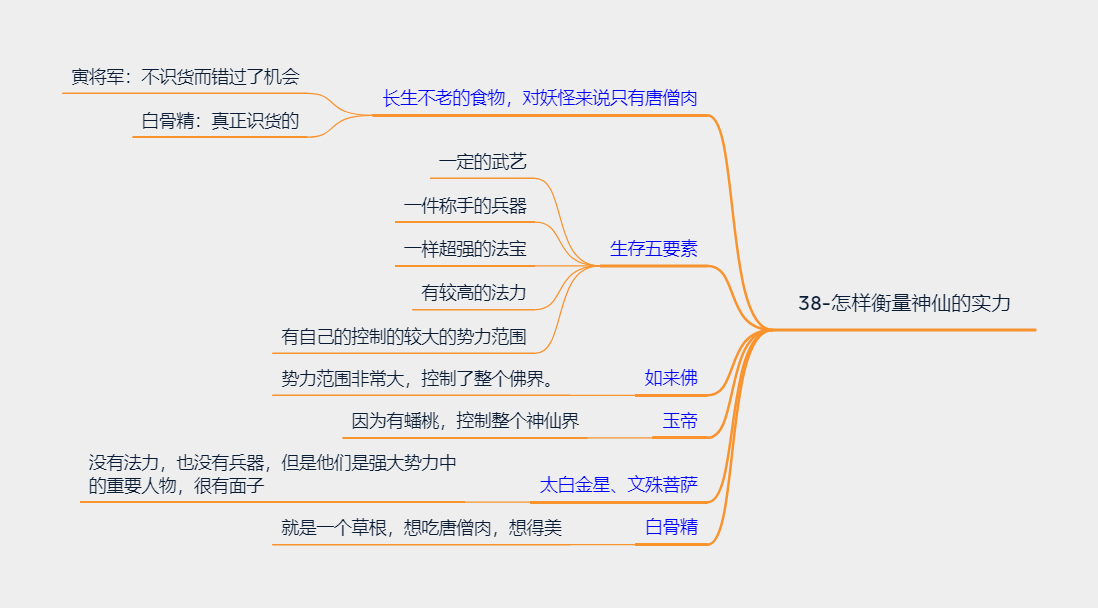 38-怎样衡量神仙的实力
长生不老的食物，对妖怪来说只有唐僧肉
寅将军：不识货而错过了机会
白骨精：真正识货的
生存五要素
一定的武艺
一件称手的兵器
一样超强的法宝
有较高的法力
有自己的控制的较大的势力范围
如来佛
势力范围非常大，控制了整个佛界。
玉帝
因为有蟠桃，控制整个神仙界
太白金星、文殊菩萨
没有法力，也没有兵器，但是他们是强大势力中
的重要人物，很有面子
白骨精
就是一个草根，想吃唐僧肉，想得美